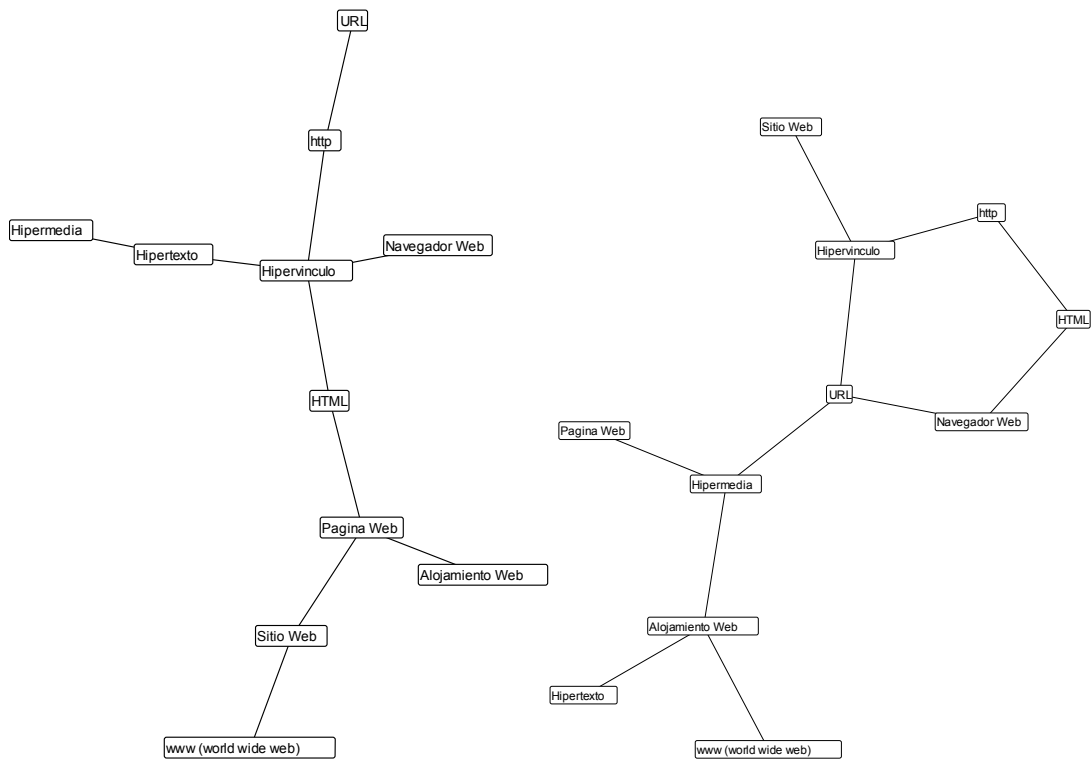 URL
http
Hipermedia
Hipertexto
Hipervinculo
Navegador Web
HTML
Pagina Web
Alojamiento Web
Sitio Web
www (world wide web)
Sitio Web
http
Hipervinculo
HTML
URL
Navegador Web
Pagina Web
Hipermedia
Alojamiento Web
Hipertexto
www (world wide web)